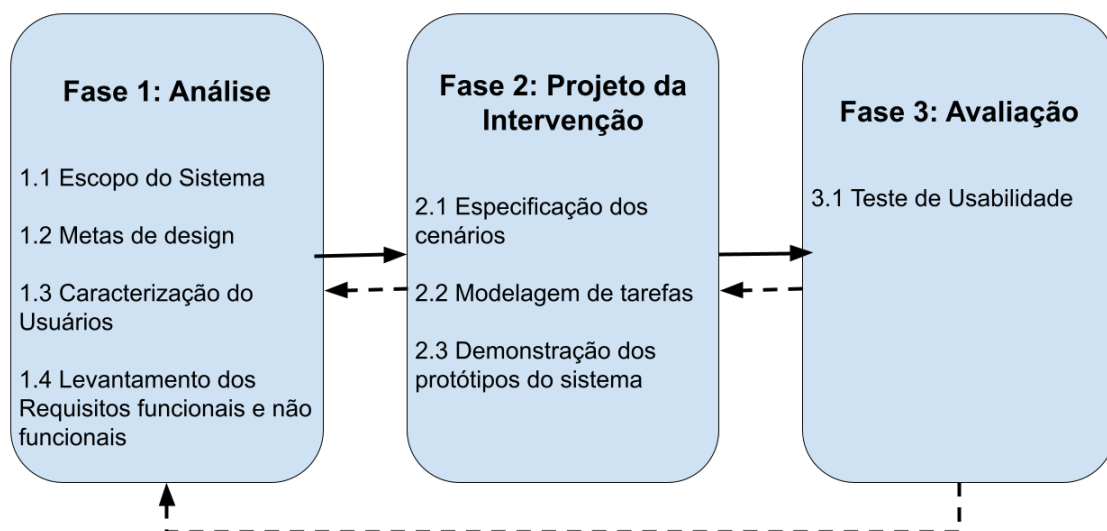 Fase 1: Análise
1.1 Escopo do Sistema
1.2 Metas de design
1.3 Caracterização do
Usuários
1.4 Levantamento dos
Requisitos funcionais e não
funcionais
Fase 2: Projeto da
Intervenção
2.1 Especificação dos
cenários
2.2 Modelagem de tarefas
2.3 Demonstração dos
protótipos do sistema
Fase 3: Avaliação
3.1 Teste de Usabilidade